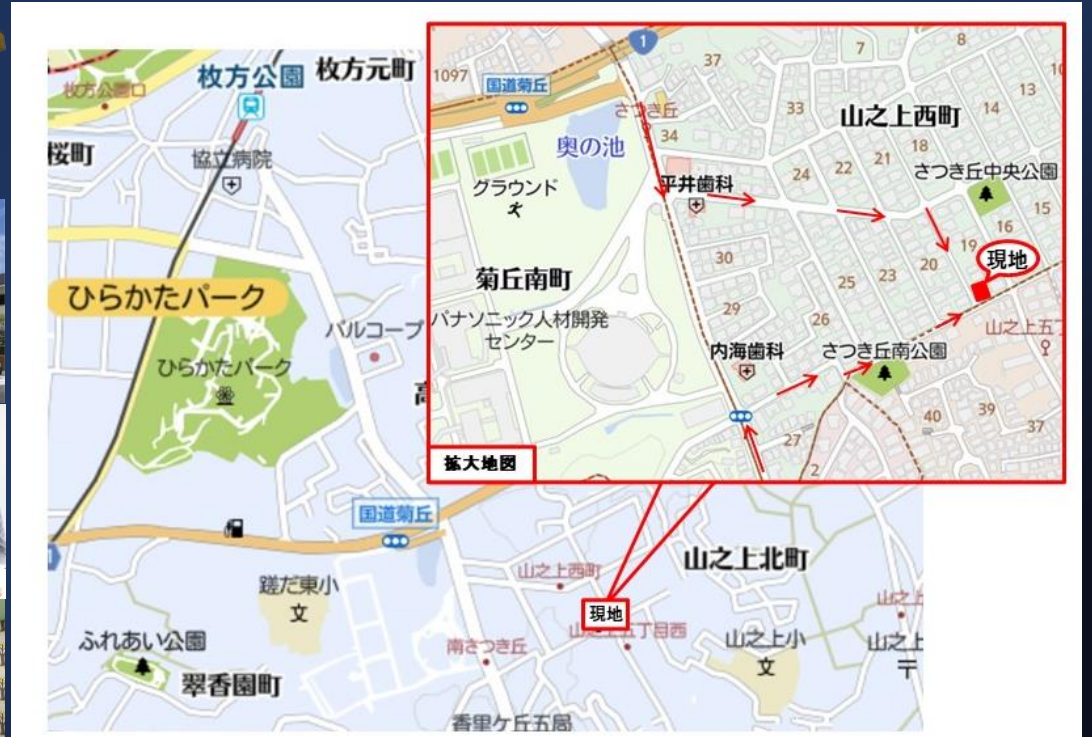 枚方公園
枚方元町
枚方公園口
桜町
協立病院
ひらかたパーク
ひらかたパーク
パルコープ
国道菊丘
蹉だ東小
文
ふれあい公園
翠香園町
山之上西町
現地
山之上北町
南さつき丘
山之上五丁目西
山之上小
文
香里ケ丘五局
1
1097
国道菊丘
さつき丘
奥の池
グラウンド
平井歯科
菊丘南町
パナソニック人材開発
センター
内海歯科
さつき丘南公園
山之上西町
さつき丘中央公園
現地
37
7
8
13
14
33
34
18
21
22
24
15
16
19
20
23
25
30
29
26
27
2
40
39
37
拡大地図